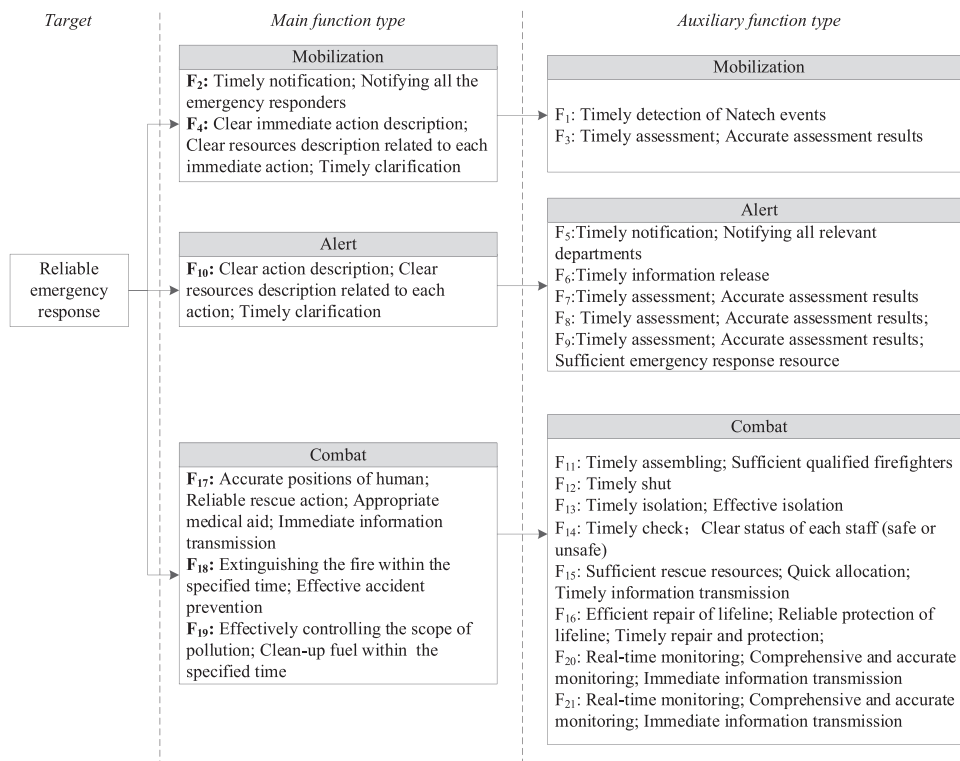 Target
Main function type
Auxiliary function type
Reliable
emergency
response
Mobilization
F2: Timely notification; Notifying all the
emergency responders
F4: Clear immediate action description;
Clear resources description related to each
immediate action; Timely clarification
Alert
F10: Clear action description; Clear
resources description related to each
action; Timely clarification
Combat
F17: Accurate positions of human;
Reliable rescue action; Appropriate
medical aid; Immediate information
transmission
F18: Extinguishing the fire within the
specified time; Effective accident
prevention
F19: Effectively controlling the scope of
pollution; Clean-up fuel within the
specified time
Mobilization
F1: Timely detection of Natech events
F3: Timely assessment; Accurate assessment results
Alert
F5:Timely notification; Notifying all relevant
departments
F6:Timely information release
F7:Timely assessment; Accurate assessment results
F8: Timely assessment; Accurate assessment results;
F9:Timely assessment; Accurate assessment results;
Sufficient emergency response resource
Combat
F11: Timely assembling; Sufficient qualified firefighters
F12: Timely shut
F13: Timely isolation; Effective isolation
F14: Timely check； Clear status of each staff (safe or
unsafe)
F15: Sufficient rescue resources; Quick allocation;
Timely information transmission
F16: Efficient repair of lifeline; Reliable protection of
lifeline; Timely repair and protection;
F20: Real-time monitoring; Comprehensive and accurate
monitoring; Immediate information transmission
F21: Real-time monitoring; Comprehensive and accurate
monitoring; Immediate information transmission